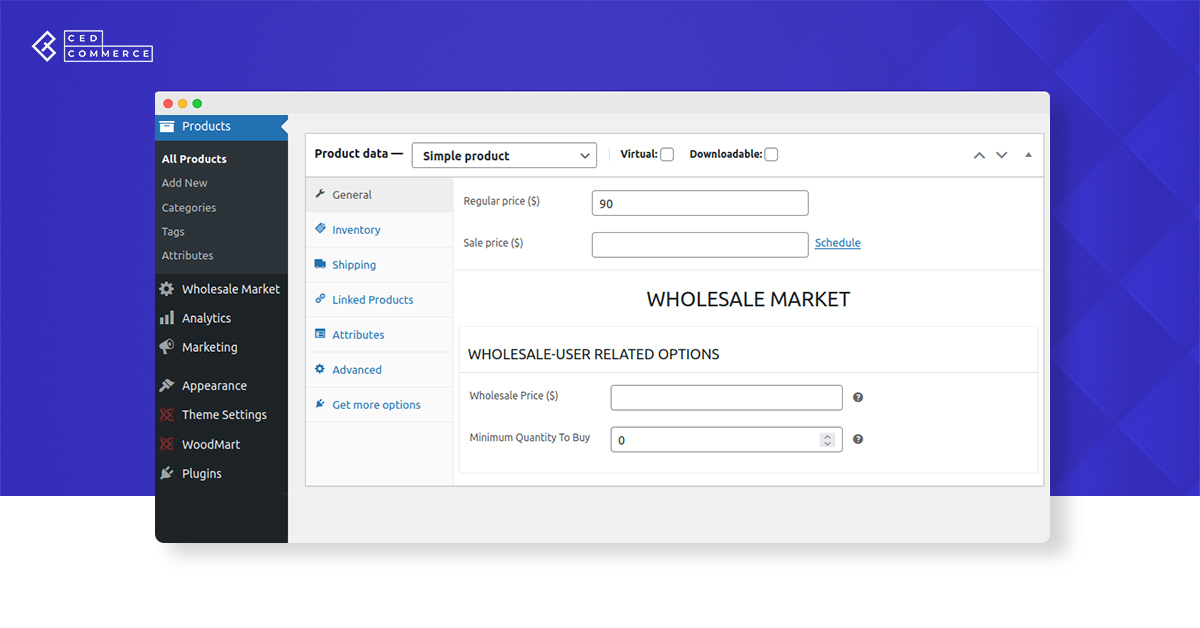 CED
COMMERCE
Products
All Products
Add New
Categories
Tags
Attributes
Wholesale Market
Analytics
Marketing
Appearance
Theme Settings
WoodMart
Plugins
Product data — Simple product Virtual: Downloadable:
General
Inventory
Shipping
Linked Products
Attributes
Advanced
Get more options
Regular price ($) 90
Sale price ($) Schedule
WHOLESALE MARKET
WHOLESALE-USER RELATED OPTIONS
Wholesale Price ($) ?
Minimum Quantity To Buy 0 ?